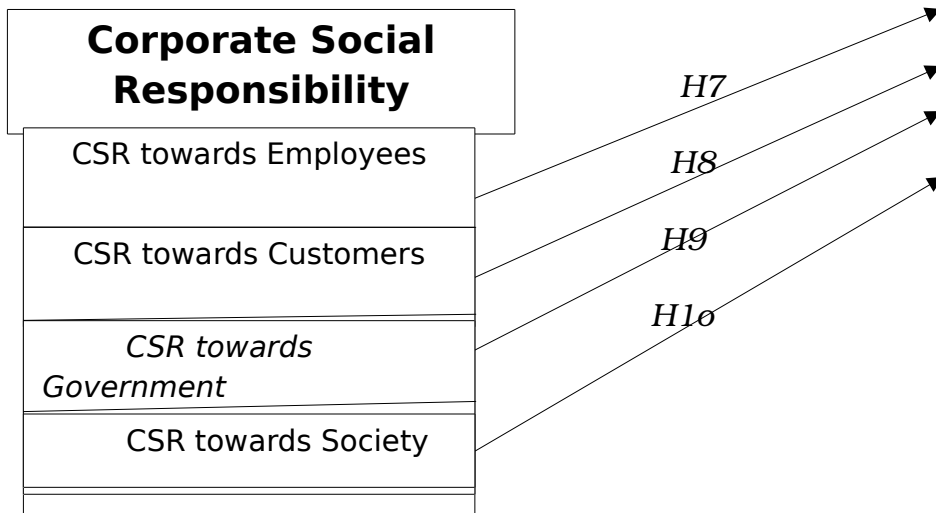 Corporate Social
Responsibility
CSR towards Employees
CSR towards Customers
CSR towards
Government
CSR towards Society
H7
H8
H9
H1o